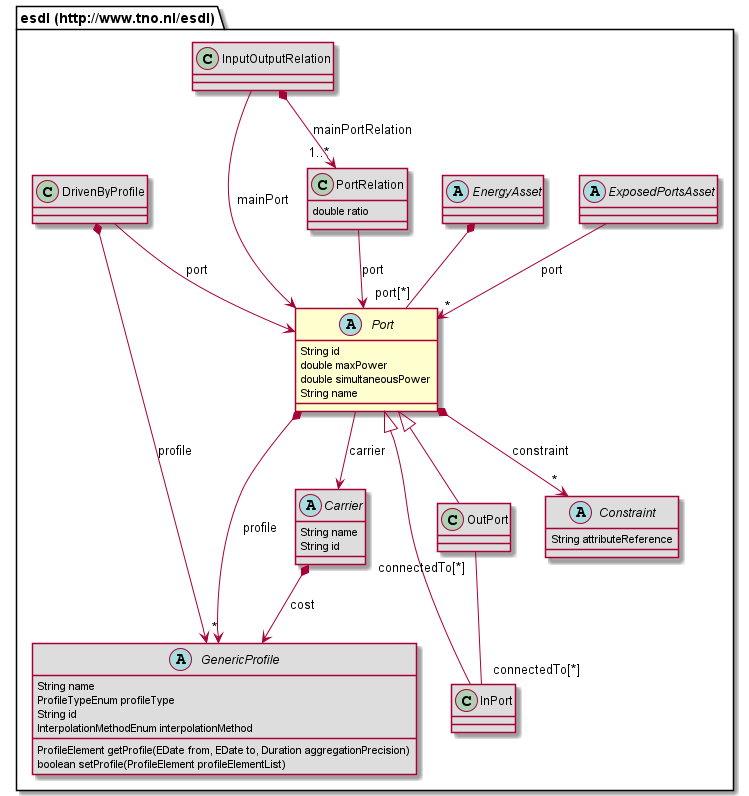 esdl (http://www.tno.nl/esdl)
C InputOutputRelation
mainPortRelation
1..*
C DrivenByProfile
mainPort
C PortRelation
double ratio
A EnergyAsset
A ExposedPortsAsset
port
port
port[*]
port
*
A Port
String id
double maxPower
double simultaneousPower
String name
profile
carrier
constraint
*
A Carrier
String name
String id
C OutPort
A Constraint
String attributeReference
profile
connectedTo[*]
cost
*
connectedTo[*]
A GenericProfile
String name
ProfileTypeEnum profileType
String id
InterpolationMethodEnum interpolationMethod
ProfileElement getProfile(EDate from, EDate to, Duration aggregationPrecision)
boolean setProfile(ProfileElement profileElementList)
C InPort